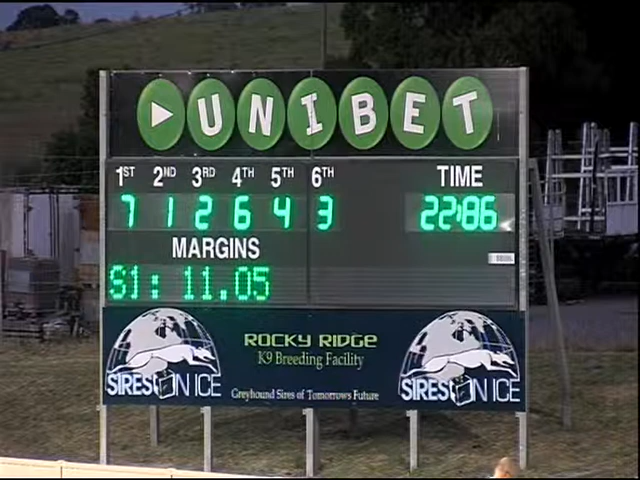 UNIBET
1ST 2ND 3RD 4TH 5TH 6TH TIME
7 1 2 6 4 3 22:86
MARGINS
S1: 11.05
ROCKY RIDGE
K9 Breeding Facility
SIRES ON ICE Greyhound Sires of Tomorrows Future SIRES ON ICE